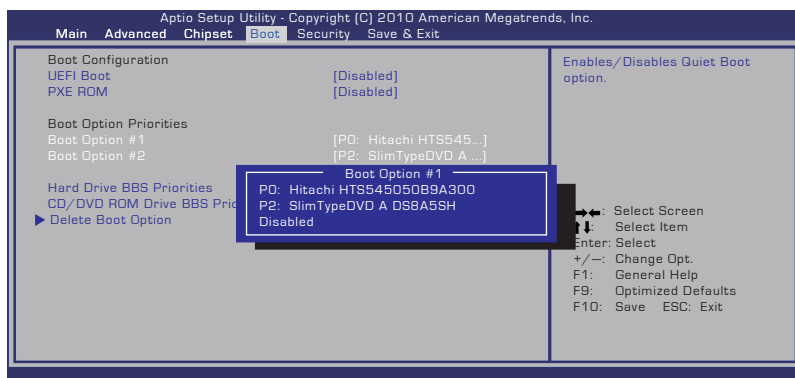 Aptio Setup Utility - Copyright (C) 2010 American Megatrends, Inc.
Main Advanced Chipset Boot Security Save & Exit
Boot Configuration
UEFI Boot [Disabled]
PXE ROM [Disabled]
Boot Option Priorities
Boot Option #1 [P0: Hitachi HTS545...]
Boot Option #2 [P2: SlimTypeDVD A ...]
Hard Drive BBS Priorities
CD/DVD ROM Drive BBS Prio
Delete Boot Option
Boot Option #1
P0: Hitachi HTS545050B9A300
P2: SlimTypeDVD A DS8A5SH
Disabled
Enables/Disables Quiet Boot
option.
→←: Select Screen
↑↓: Select Item
Enter: Select
+/—: Change Opt.
F1: General Help
F9: Optimized Defaults
F10: Save ESC: Exit